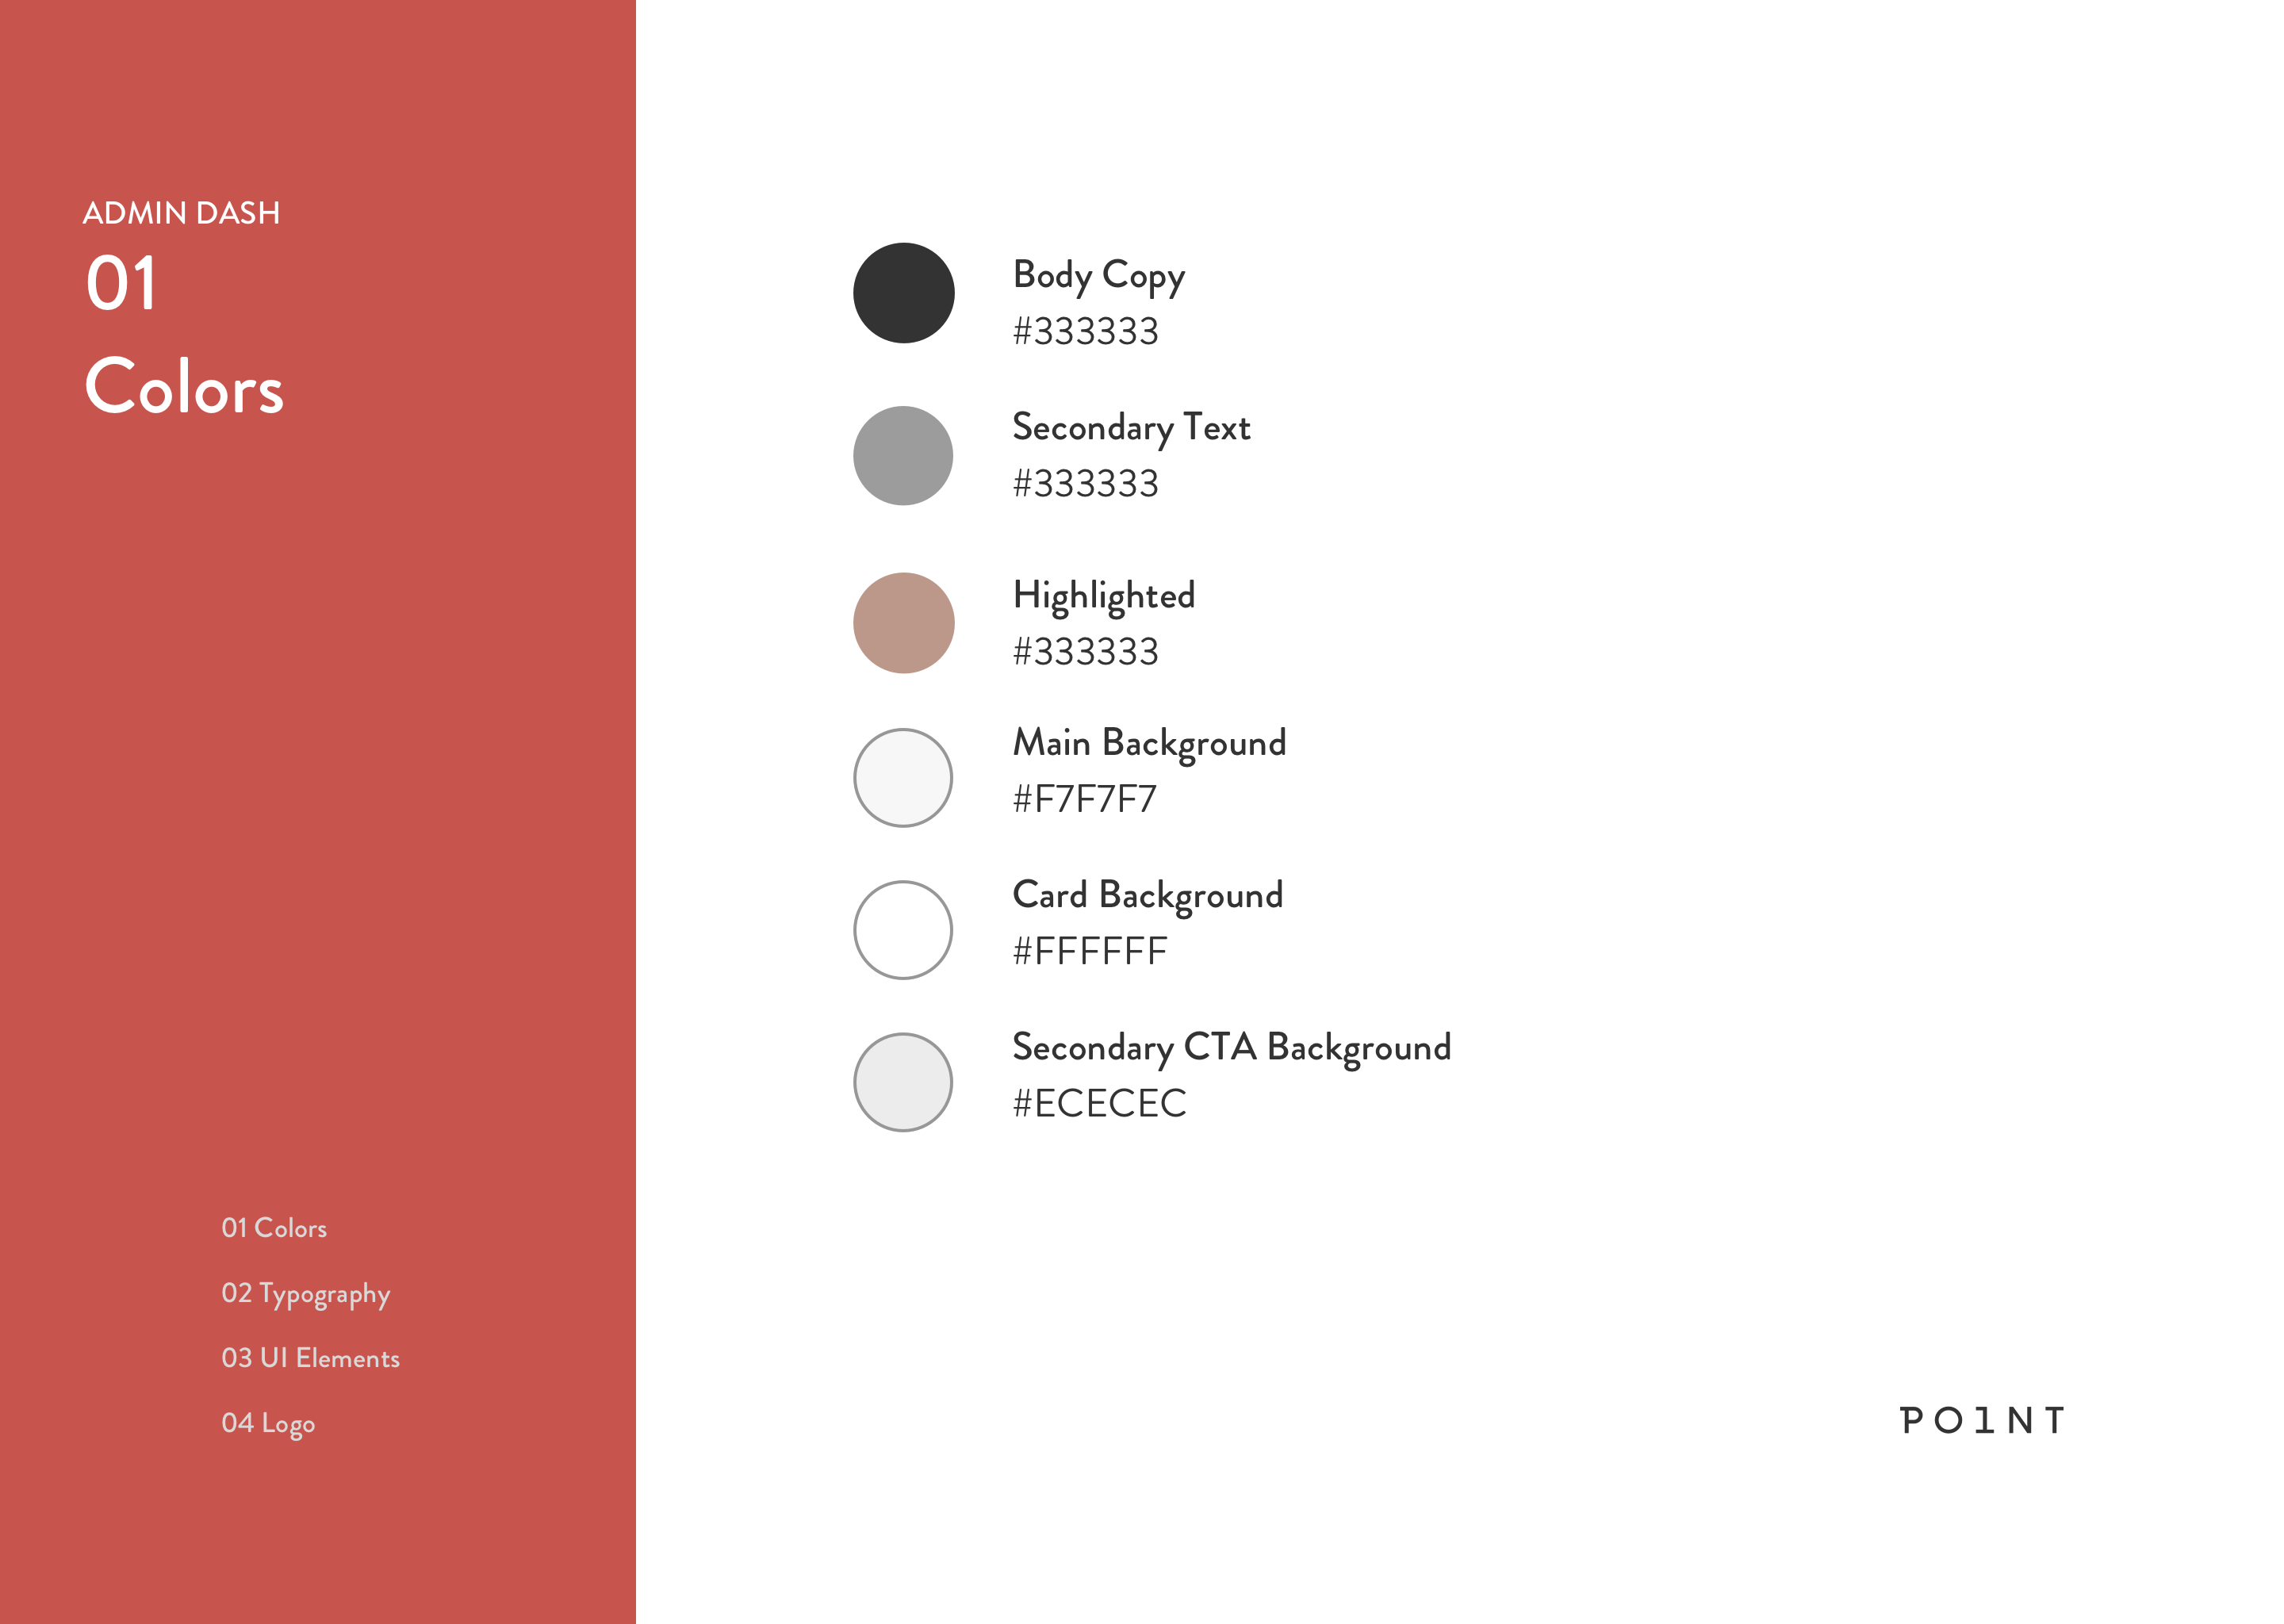 ADMIN DASH
01
Colors
Body Copy
#333333
Secondary Text
#333333
Highlighted
#333333
Main Background
#F7F7F7
Card Background
#FFFFFF
Secondary CTA Background
#ECECEC
01 Colors
02 Typography
03 UI Elements
04 Logo
PO1NT